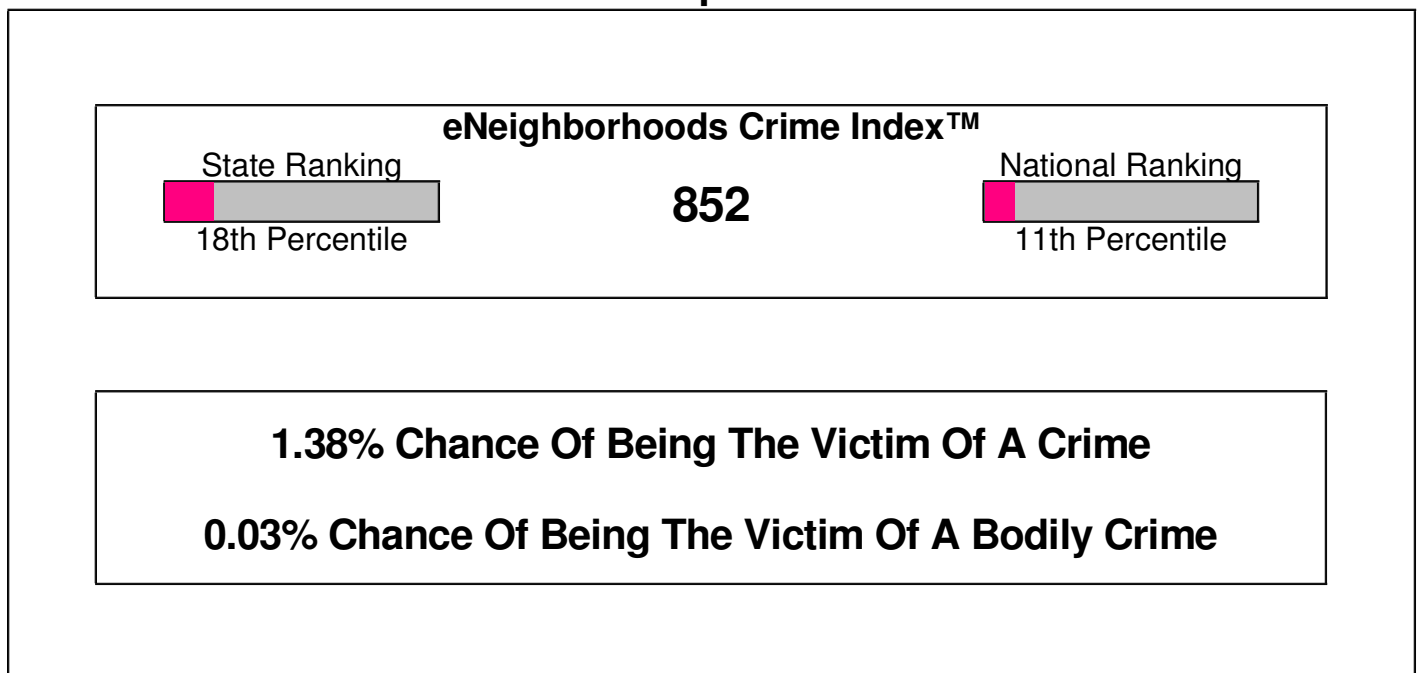 eNeighborhoods Crime Index™
State Ranking
18th Percentile
852
National Ranking
11th Percentile
1.38% Chance Of Being The Victim Of A Crime
0.03% Chance Of Being The Victim Of A Bodily Crime